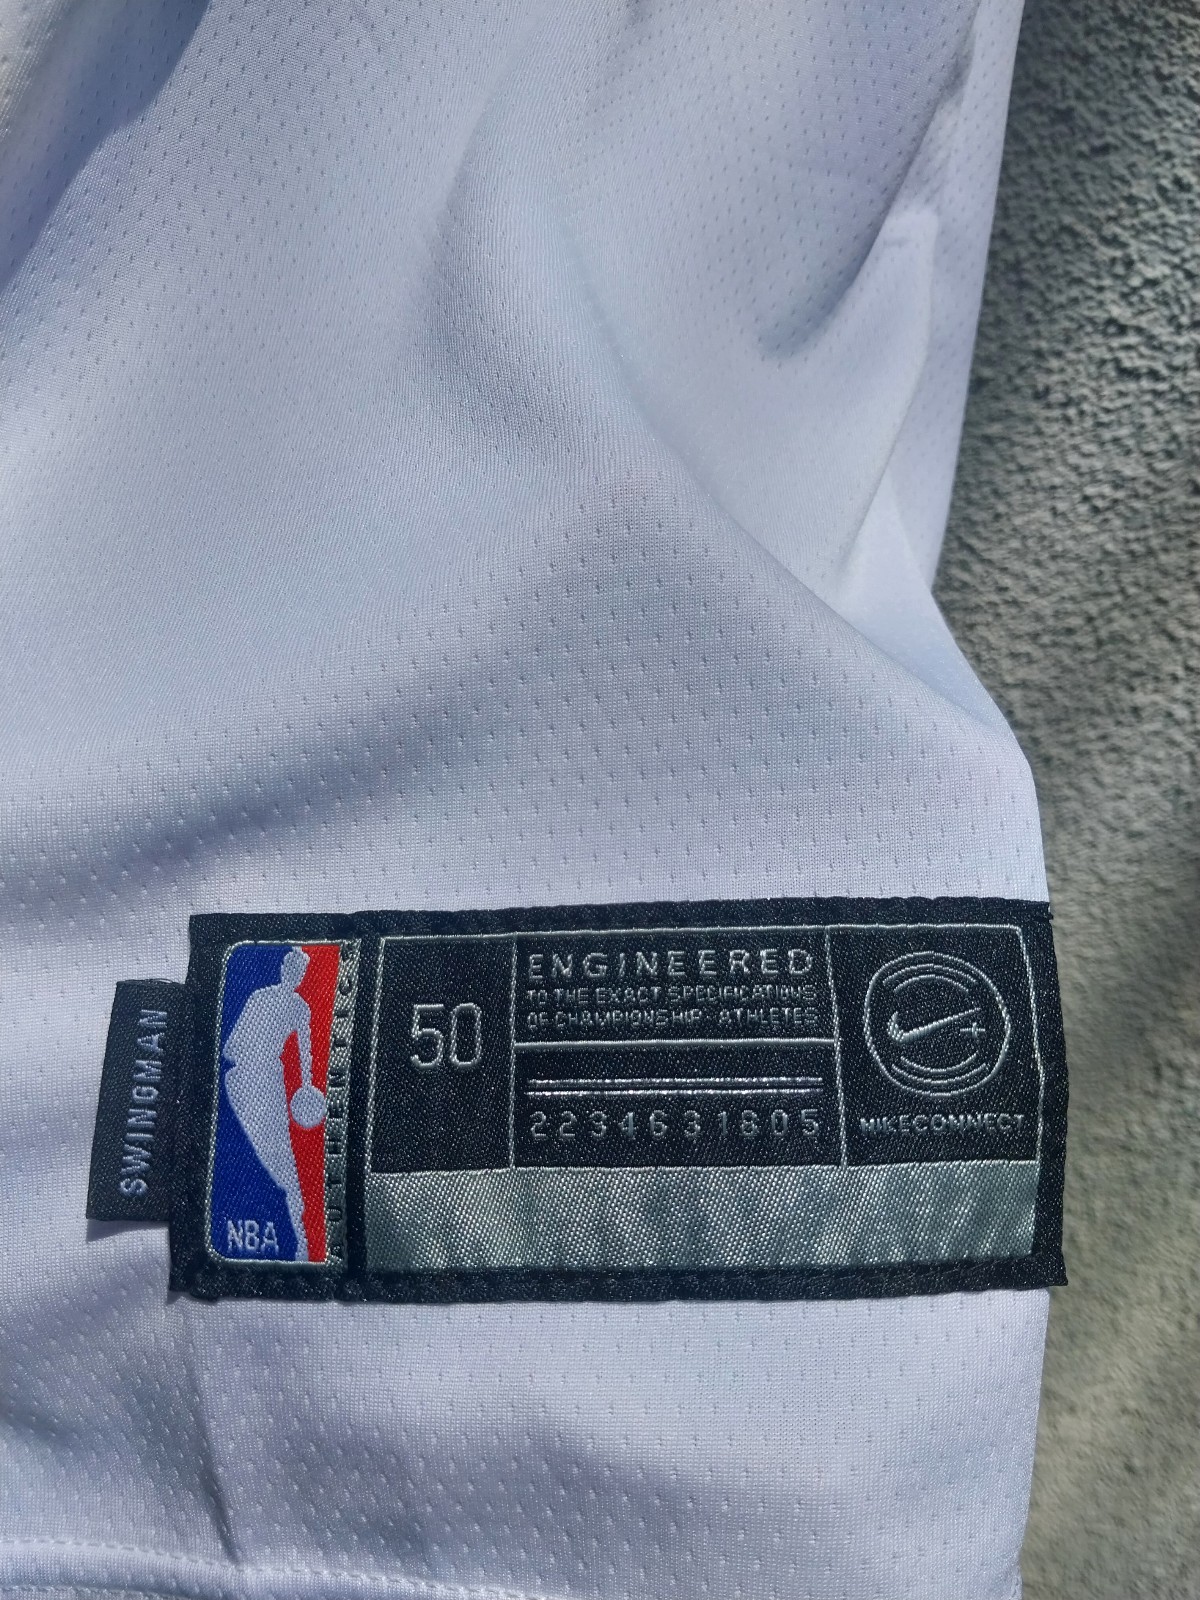 SWINGMAN
NBA
AUTHENTIC
50
ENGINEERED
TO THE EXACT SPECIFICATIONS
OF CHAMPIONSHIP ATHLETES
2234631805
NIKECONNECT